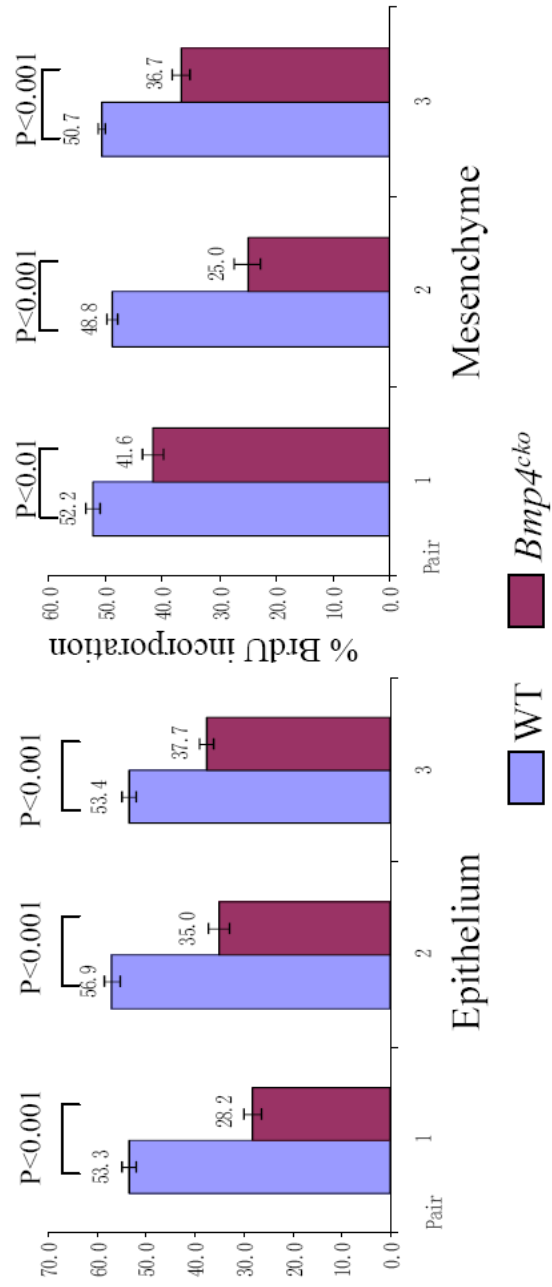 P<0.001
P<0.001
P<0.001
70.0
60.0
50.0
40.0
30.0
20.0
10.0
0.0
53.3
28.2
56.9
35.0
53.4
37.7
Pair
1
2
3
Epithelium
% BrdU incorporation
P<0.01
P<0.001
P<0.001
60.0
50.0
40.0
30.0
20.0
10.0
0.0
52.2
41.6
48.8
25.0
50.7
36.7
Pair
1
2
3
Mesenchyme
WT
Bmp4cko